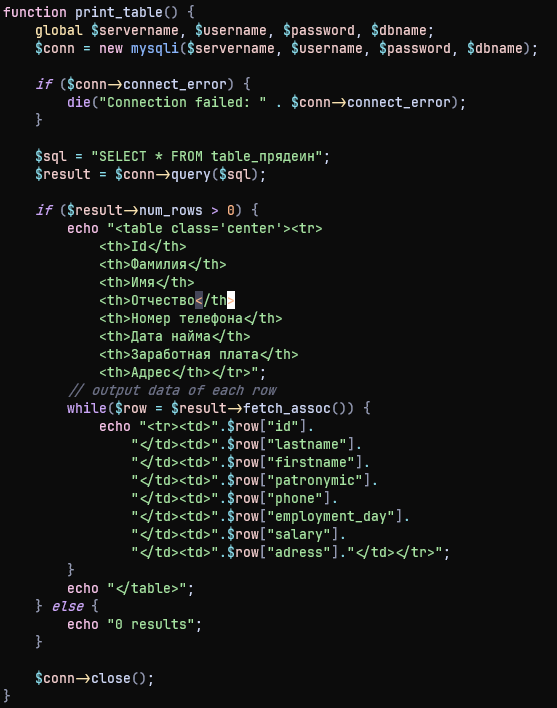 function print_table() {
    global $servername, $username, $password, $dbname;
    $conn = new mysqli($servername, $username, $password, $dbname);

    if ($conn->connect_error) {
        die("Connection failed: " . $conn->connect_error);
    }

    $sql = "SELECT * FROM table_прядеин";
    $result = $conn->query($sql);

    if ($result->num_rows > 0) {
        echo "<table class='center'><tr>
            <th>Id</th>
            <th>Фамилия</th>
            <th>Имя</th>
            <th>Отчество</th>
            <th>Номер телефона</th>
            <th>Дата найма</th>
            <th>Заработная плата</th>
            <th>Адрес</th></tr>";
        // output data of each row
        while($row = $result->fetch_assoc()) {
            echo "<tr><td>".$row["id"].
                "</td><td>".$row["lastname"].
                "</td><td>".$row["firstname"].
                "</td><td>".$row["patronymic"].
                "</td><td>".$row["phone"].
                "</td><td>".$row["employment_day"].
                "</td><td>".$row["salary"].
                "</td><td>".$row["adress"]."</td></tr>";
        }
        echo "</table>";
    } else {
        echo "0 results";
    }

    $conn->close();
}